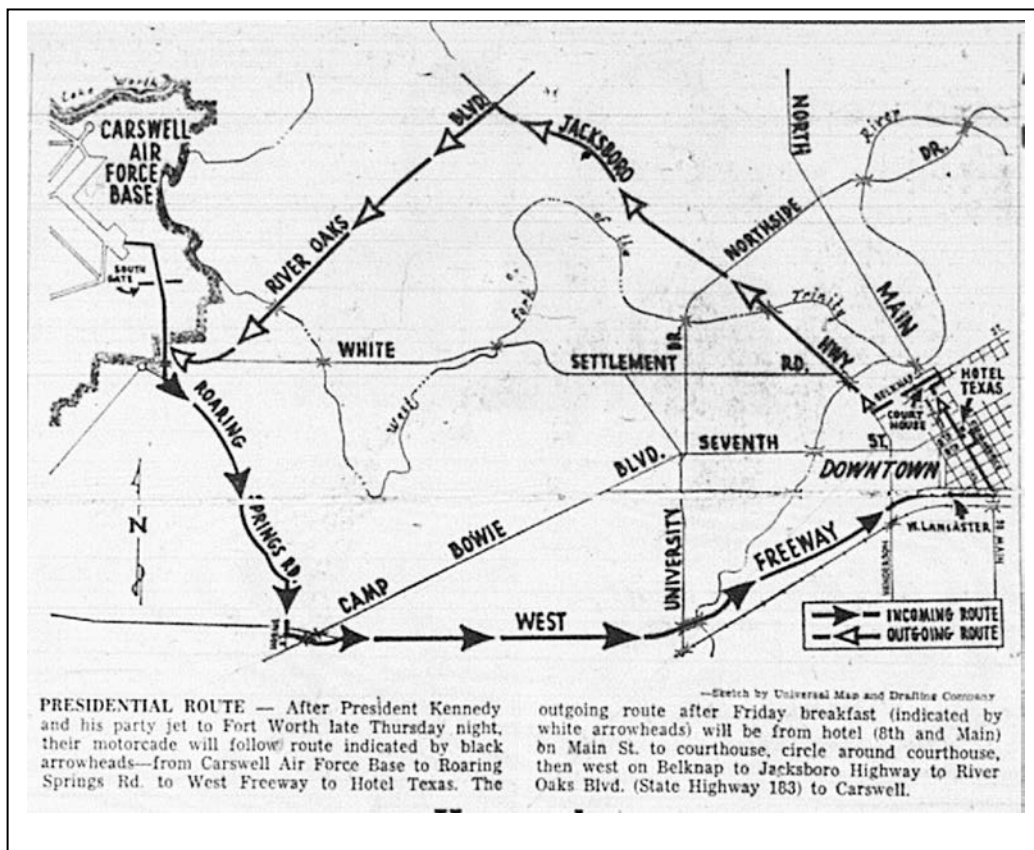 Lake Worth
CARSWELL
AIR
FORCE
BASE
SOUTH
GATE
BLVD.
JACKSBORO
NORTH
River
DR.
RIVER OAKS
of the
NORTHSIDE
Fork
Trinity
MAIN
DR.
HWY
WHITE
SETTLEMENT
RD.
West
BELKNAP
HOTEL
TEXAS
COURT
HOUSE
ROARING
SPRINGS RD.
SEVENTH
ST.
BLVD.
DOWNTOWN
N
BOWIE
UNIVERSITY
FREEWAY
W. LANCASTER
HENDERSON
SO. MAIN
CAMP
WEST
INCOMING ROUTE
OUTGOING ROUTE
—Sketch by Universal Map and Drafting Company
PRESIDENTIAL ROUTE — After President Kennedy
and his party jet to Fort Worth late Thursday night,
their motorcade will follow route indicated by black
arrowheads—from Carswell Air Force Base to Roaring
Springs Rd. to West Freeway to Hotel Texas. The
outgoing route after Friday breakfast (indicated by
white arrowheads) will be from hotel (8th and Main)
on Main St. to courthouse, circle around courthouse,
then west on Belknap to Jacksboro Highway to River
Oaks Blvd. (State Highway 183) to Carswell.